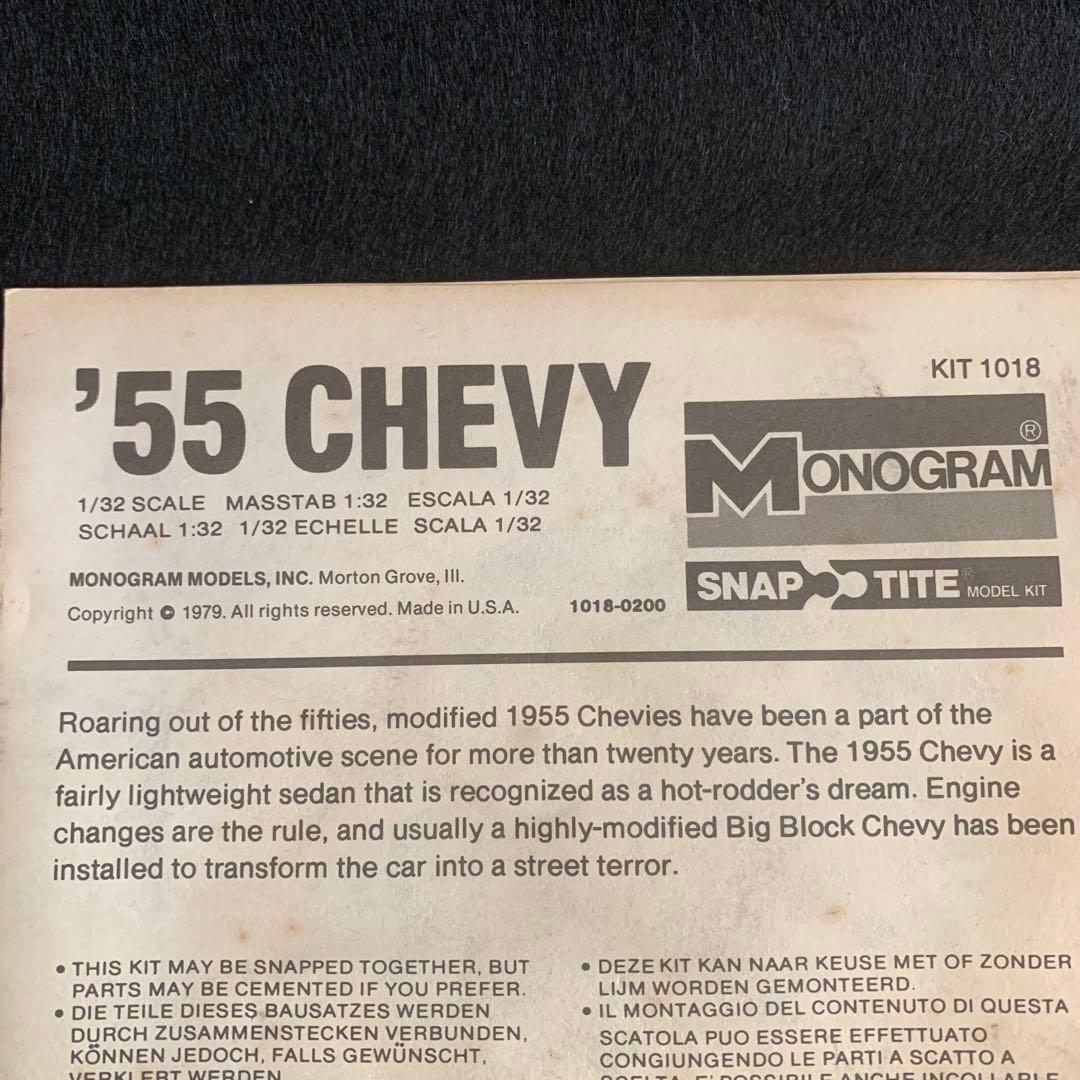 '55 CHEVY
KIT 1018
MONOGRAM®
1/32 SCALE MASSTAB 1:32 ESCALA 1/32
SCHAAL 1:32 1/32 ECHELLE SCALA 1/32
MONOGRAM MODELS, INC. Morton Grove, Ill.
Copyright © 1979. All rights reserved. Made in U.S.A. 1018-0200
SNAP TITE® MODEL KIT
Roaring out of the fifties, modified 1955 Chevies have been a part of the
American automotive scene for more than twenty years. The 1955 Chevy is a
fairly lightweight sedan that is recognized as a hot-rodder's dream. Engine
changes are the rule, and usually a highly-modified Big Block Chevy has been
installed to transform the car into a street terror.
• THIS KIT MAY BE SNAPPED TOGETHER, BUT
PARTS MAY BE CEMENTED IF YOU PREFER.
• DIE TEILE DIESES BAUSATZES WERDEN
DURCH ZUSAMMENSTECKEN VERBUNDEN,
KÖNNEN JEDOCH, FALLS GEWÜNSCHT,
VERKLEBT WERDEN
• DEZE KIT KAN NAAR KEUSE MET OF ZONDER
LIJM WORDEN GEMONTEERD.
• IL MONTAGGIO DEL CONTENUTO DI QUESTA
SCATOLA PUO ESSERE EFFETTUATO
CONGIUNGENDO LE PARTI A SCATTO A
SCELTA. E' POSSIBILE ANCHE INCOLLARLE